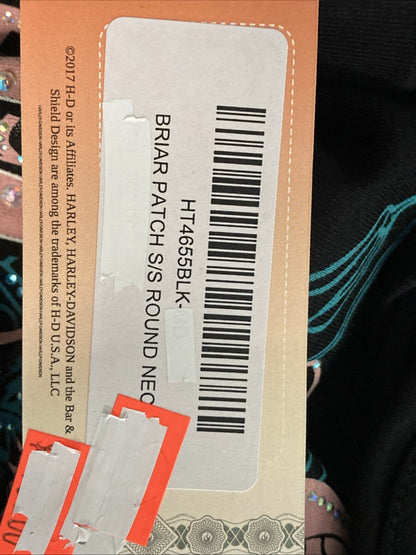 HT4655BLK-
BRIAR PATCH S/S ROUND NEC
©2017 H-D or its Affiliates. HARLEY, HARLEY-DAVIDSON and the Bar &
Shield Design are among the trademarks of H-D U.S.A., LLC